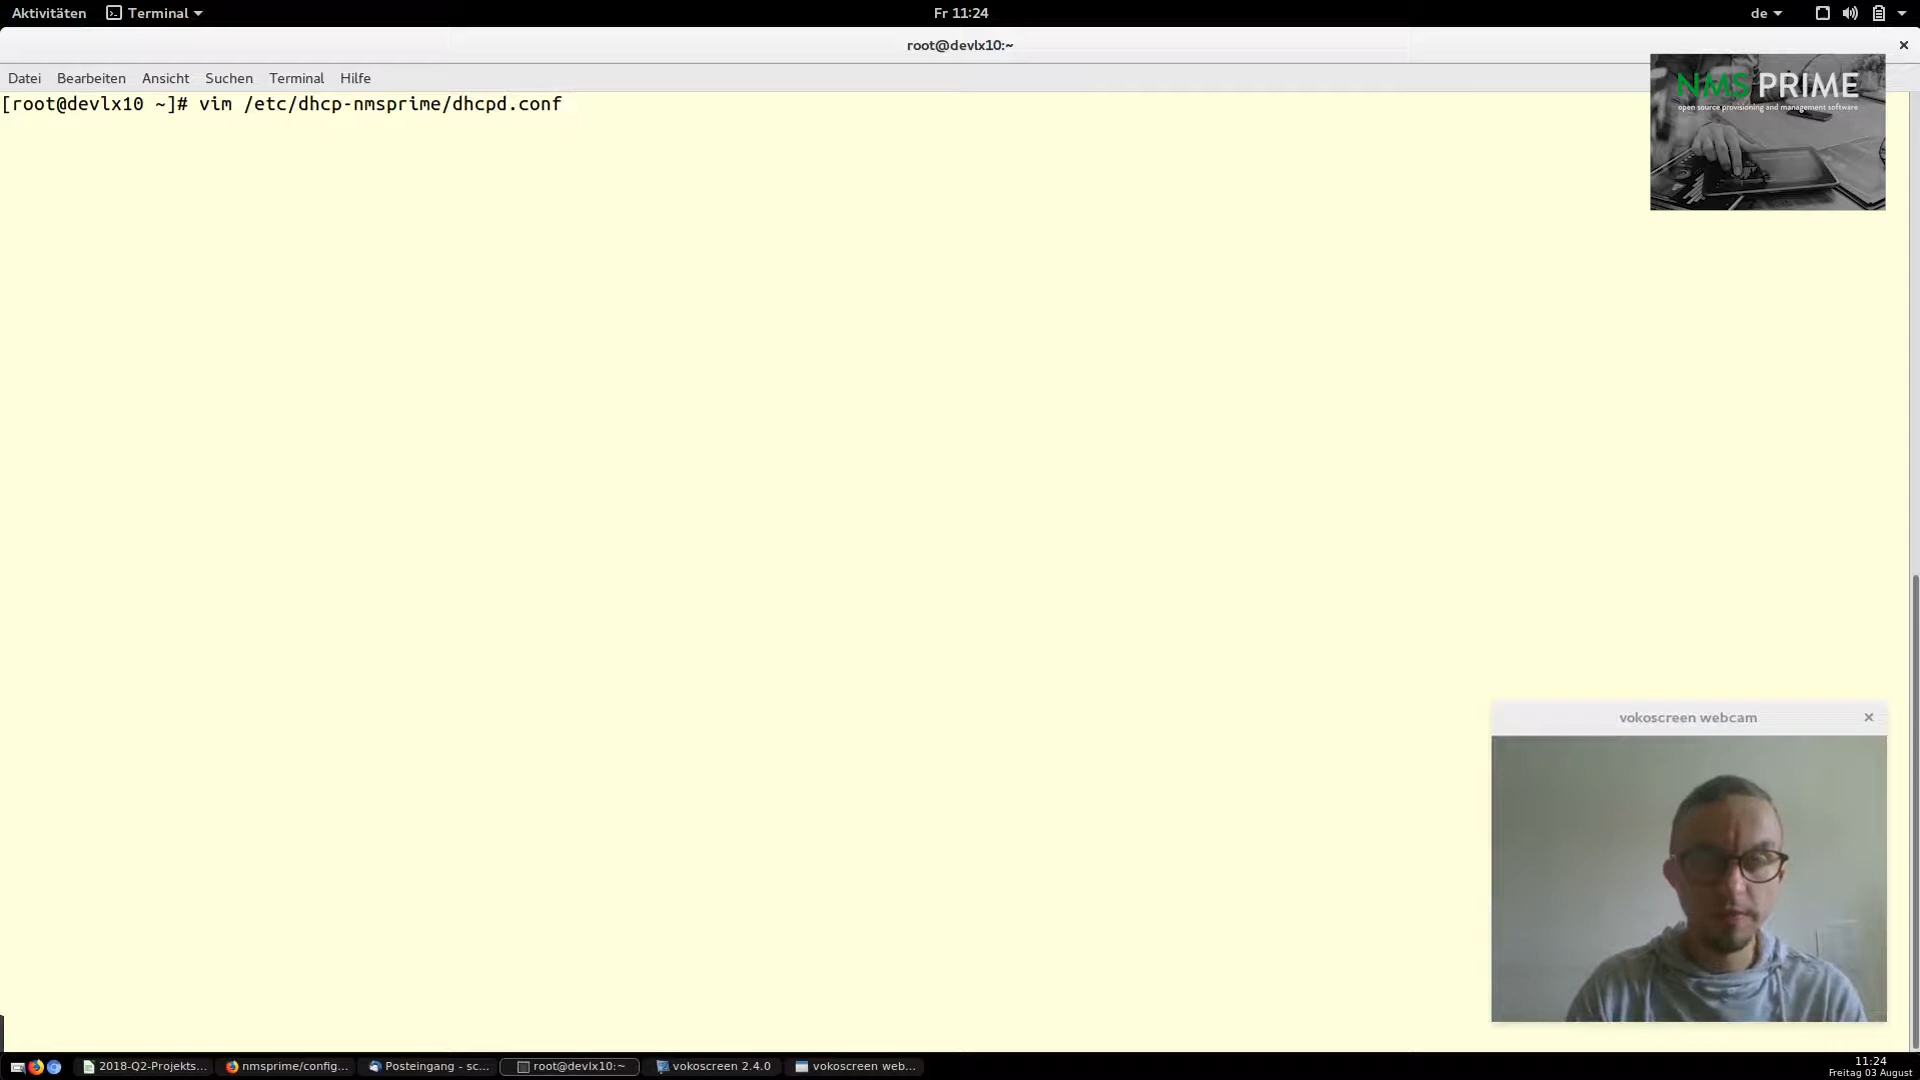 Aktivitäten Terminal Fr 11:24 de
root@devlx10:~
Datei Bearbeiten Ansicht Suchen Terminal Hilfe
[root@devlx10 ~]# vim /etc/dhcp-nmsprime/dhcpd.conf
NMS PRIME
open source provisioning and management software
vokoscreen webcam
2018-Q2-Projekts... nmsprime/config... Posteingang - sc... root@devlx10:~ vokoscreen 2.4.0 vokoscreen web... 11:24
Freitag 03 August